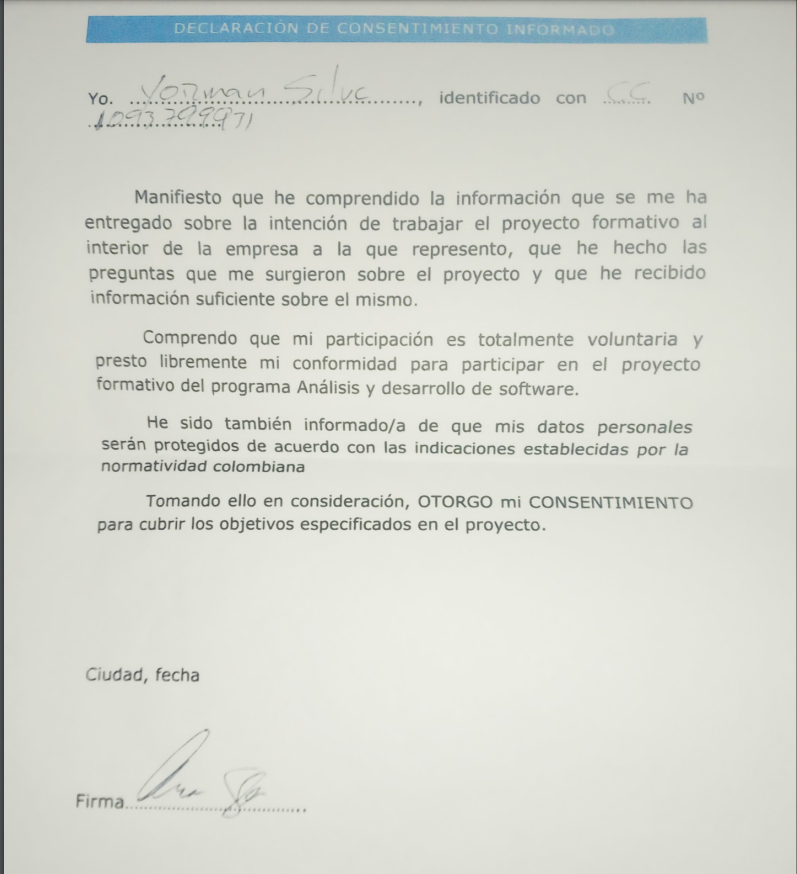 DECLARACIÓN DE CONSENTIMIENTO INFORMADO
Yo. Yorman Silva, identificado con CC Nº
1093799971
Manifiesto que he comprendido la información que se me ha
entregado sobre la intención de trabajar el proyecto formativo al
interior de la empresa a la que represento, que he hecho las
preguntas que me surgieron sobre el proyecto y que he recibido
información suficiente sobre el mismo.
Comprendo que mi participación es totalmente voluntaria y
presto libremente mi conformidad para participar en el proyecto
formativo del programa Análisis y desarrollo de software.
He sido también informado/a de que mis datos personales
serán protegidos de acuerdo con las indicaciones establecidas por la
normatividad colombiana
Tomando ello en consideración, OTORGO mi CONSENTIMIENTO
para cubrir los objetivos especificados en el proyecto.
Ciudad, fecha
Firma